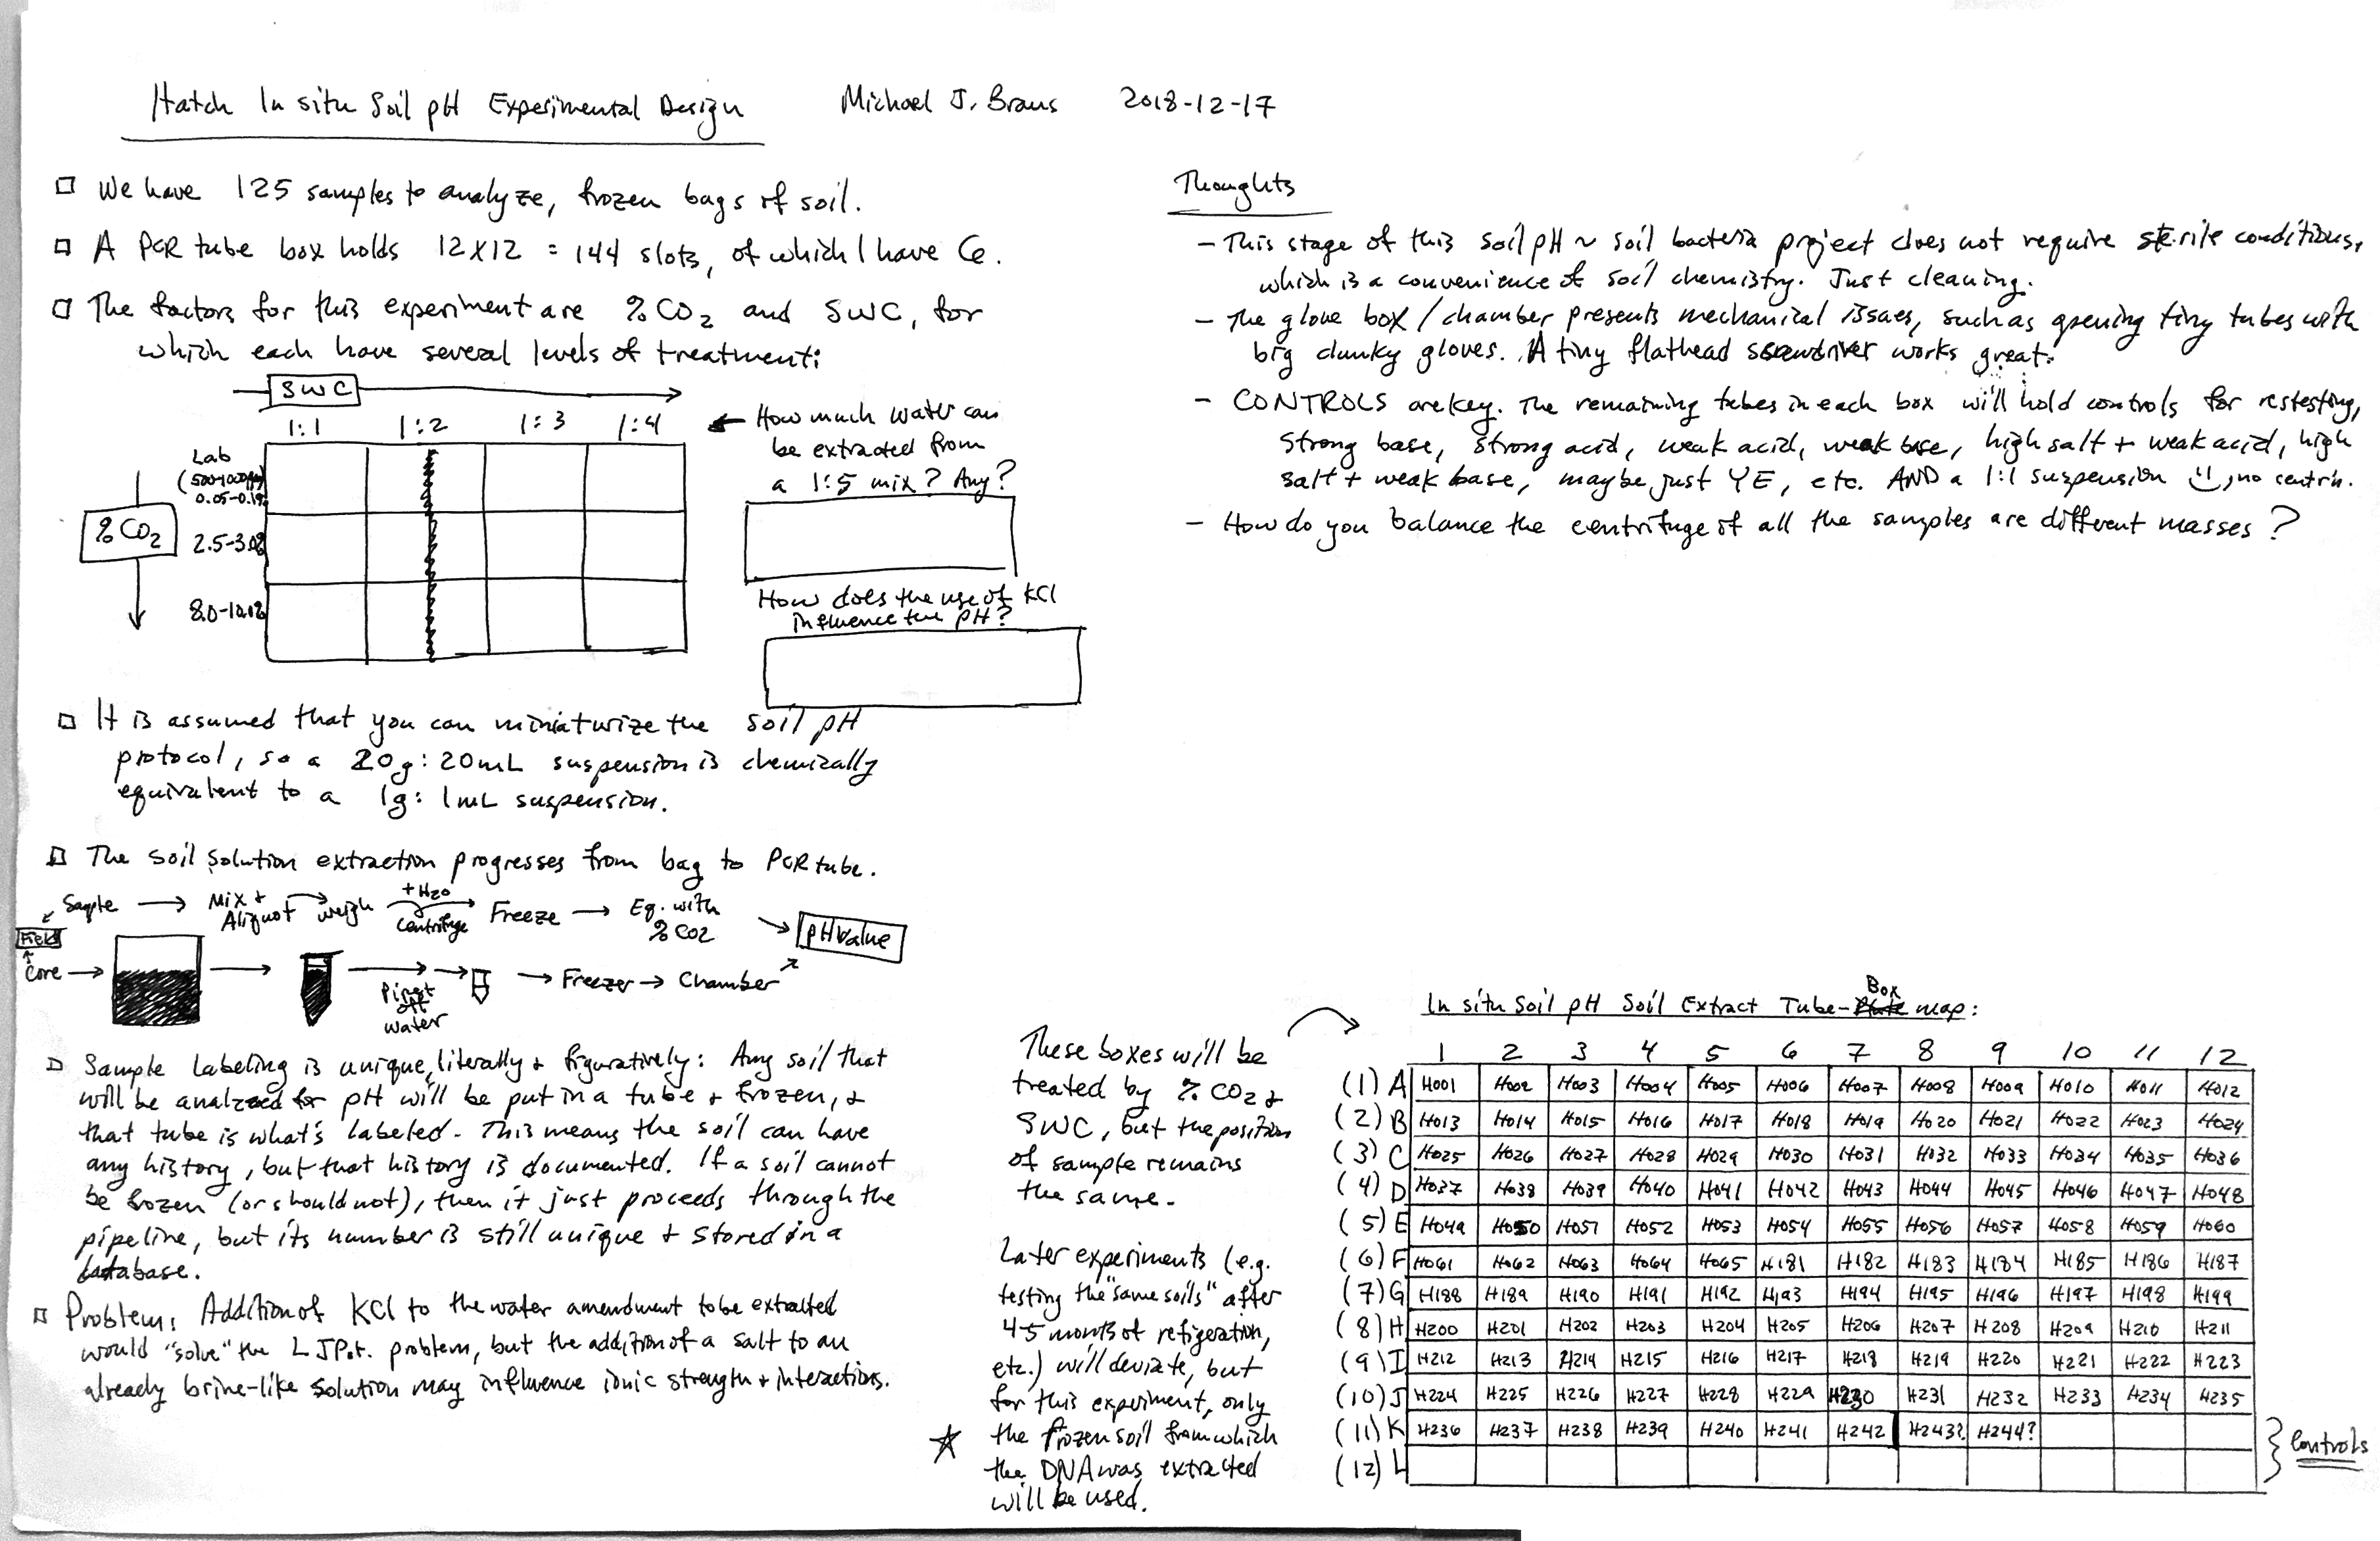 Hatch In situ Soil pH Experimental Design
Michael J. Braus 2018-12-17
□ We have 125 samples to analyze, frozen bags of soil.
□ A PCR tube box holds 12x12 = 144 slots, of which I have 6.
□ The factors for this experiment are %CO2 and SWC, for
which each have several levels of treatment:
SWC
1:1 1:2 1:3 1:4
Lab
(500-1000ppm)
0.05-0.1%
%CO2
2.5-3.0%
8.0-10.0%
← How much water can
be extracted from
a 1:5 mix? Any?
How does the use of KCl
influence the pH?
□ It is assumed that you can miniaturize the soil pH
protocol, so a 20g:20mL suspension is chemically
equivalent to a 1g:1mL suspension.
□ The soil solution extraction progresses from bag to PCR tube.
Sample → Mix + Aliquot → weigh → +H2O Centrifuge → Freeze → Eq. with %CO2 → pH value
Field
Core → → → Pipet off water → → Freezer → Chamber
□ Sample Labeling is unique, literally + figuratively: Any soil that
will be analzed for pH will be put in a tube + frozen, +
that tube is what's labeled. This means the soil can have
any history, but that history is documented. If a soil cannot
be frozen (or should not), then it just proceeds through the
pipeline, but its number is still unique + stored in a
database.
□ Problem: Addition of KCl to the water amendment to be extracted
would "solve" the LJPot. problem, but the addition of a salt to an
already brine-like solution may influence ionic strength + interactions.
Thoughts
- This stage of this soil pH ~ soil bacteria project does not require sterile conditions,
which is a convenience of soil chemistry. Just cleaning.
- The glove box / chamber presents mechanical issues, such as opening tiny tubes with
big clunky gloves. A tiny flathead screwdriver works great.
- CONTROLS are key. The remaining tubes in each box will hold controls for restesting,
Strong base, strong acid, weak acid, weak base, high salt + weak acid, high
salt + weak base, maybe just YE, etc. AND a 1:1 suspension :), no centri.
- How do you balance the centrifuge if all the samples are different masses?
These boxes will be
treated by %CO2 +
SWC, but the position
of sample remains
the same.
Later experiments (e.g.
testing the "same soils" after
4-5 months of refigeration,
etc.) will deviate, but
for this experiment, only
☆ the frozen soil from which
the DNA was extracted
will be used.
In situ Soil pH Soil Extract Tube-Box map:
1 2 3 4 5 6 7 8 9 10 11 12
(1) A H001 H002 H003 H004 H005 H006 H007 H008 H009 H010 H011 H012
(2) B H013 H014 H015 H016 H017 H018 H019 H020 H021 H022 H023 H024
(3) C H025 H026 H027 H028 H029 H030 H031 H032 H033 H034 H035 H036
(4) D H037 H038 H039 H040 H041 H042 H043 H044 H045 H046 H047 H048
(5) E H049 H050 H051 H052 H053 H054 H055 H056 H057 H058 H059 H060
(6) F H061 H062 H063 H064 H065 H181 H182 H183 H184 H185 H186 H187
(7) G H188 H189 H190 H191 H192 H193 H194 H195 H196 H197 H198 H199
(8) H H200 H201 H202 H203 H204 H205 H206 H207 H208 H209 H210 H211
(9) I H212 H213 H214 H215 H216 H217 H218 H219 H220 H221 H222 H223
(10) J H224 H225 H226 H227 H228 H229 H230 H231 H232 H233 H234 H235
(11) K H236 H237 H238 H239 H240 H241 H242 H243? H244?
(12) L
Controls